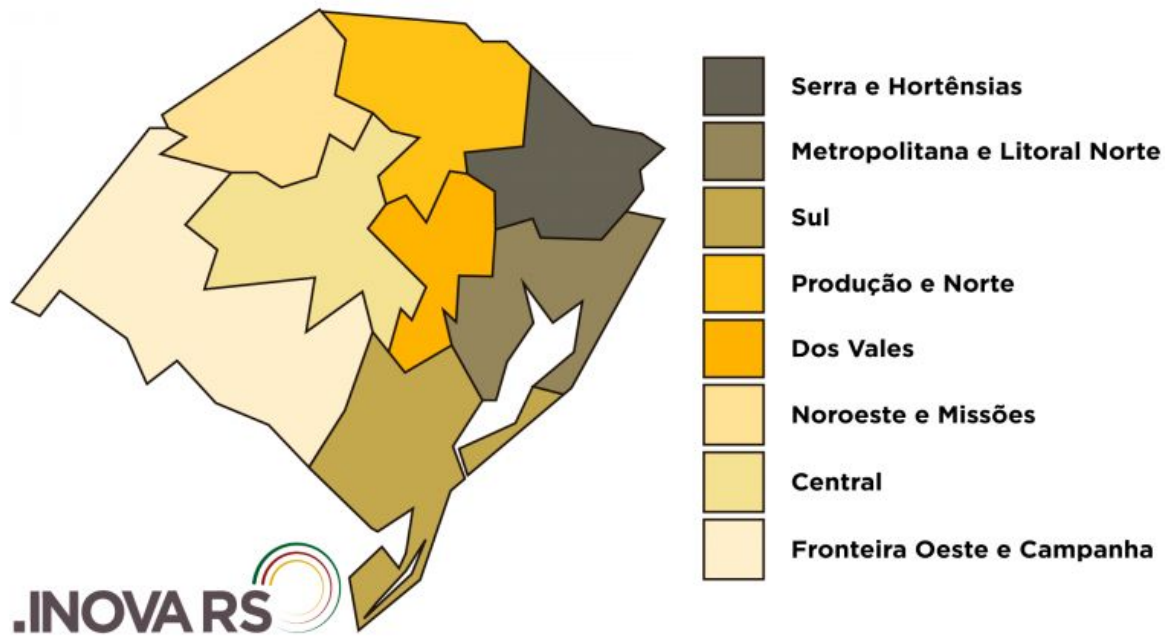 Serra e Hortênsias
Metropolitana e Litoral Norte
Sul
Produção e Norte
Dos Vales
Noroeste e Missões
Central
Fronteira Oeste e Campanha
.INOVA RS